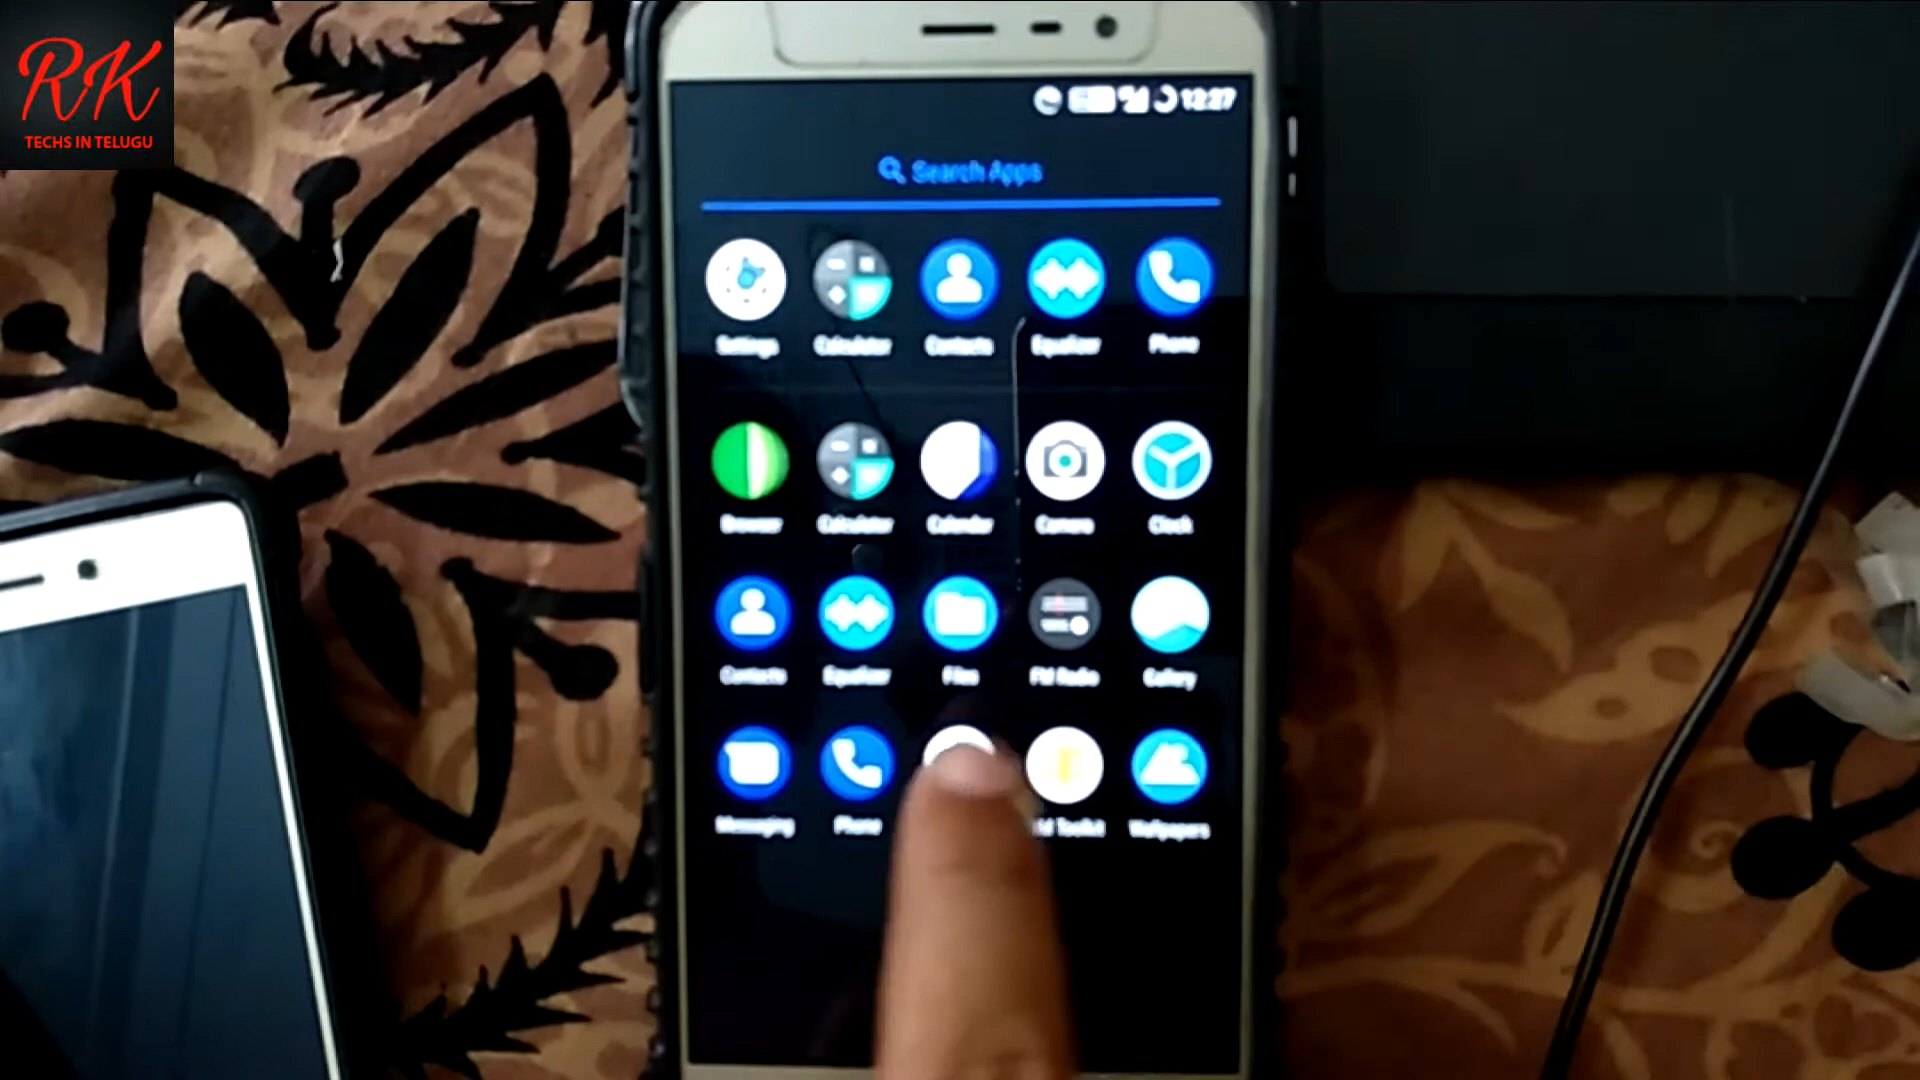 RK
TECHS IN TELUGU
12:27
Search Apps
Settings Calculator Contacts Equalizer Phone
Browser Calculator Calendar Camera Clock
Contacts Equalizer Files FM Radio Gallery
Messaging Phone Toolkit Wallpapers